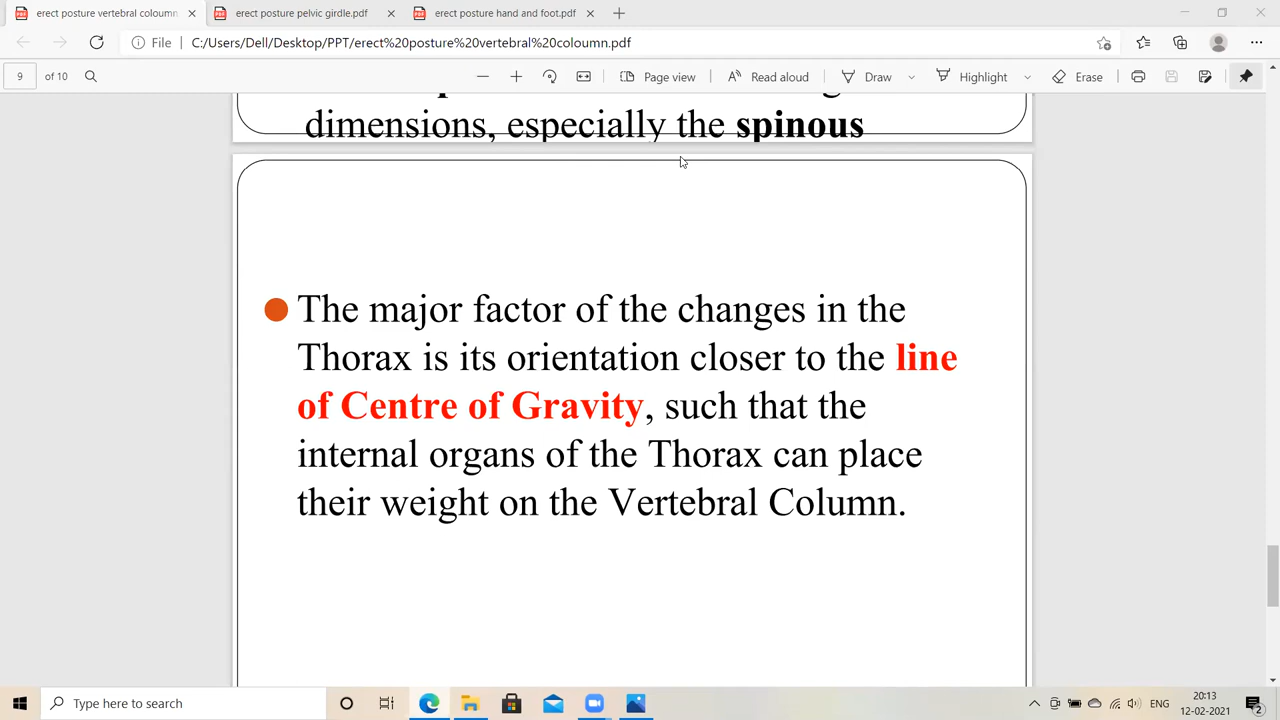 erect posture vertebral coloumn
erect posture pelvic girdle.pdf
erect posture hand and foot.pdf
File
C:/Users/Dell/Desktop/PPT/erect%20posture%20vertebral%20coloumn.pdf
9 of 10
Page view
Read aloud
Draw
Highlight
Erase
dimensions, especially the spinous
The major factor of the changes in the
Thorax is its orientation closer to the line
of Centre of Gravity, such that the
internal organs of the Thorax can place
their weight on the Vertebral Column.
Type here to search
ENG
20:13
12-02-2021
2